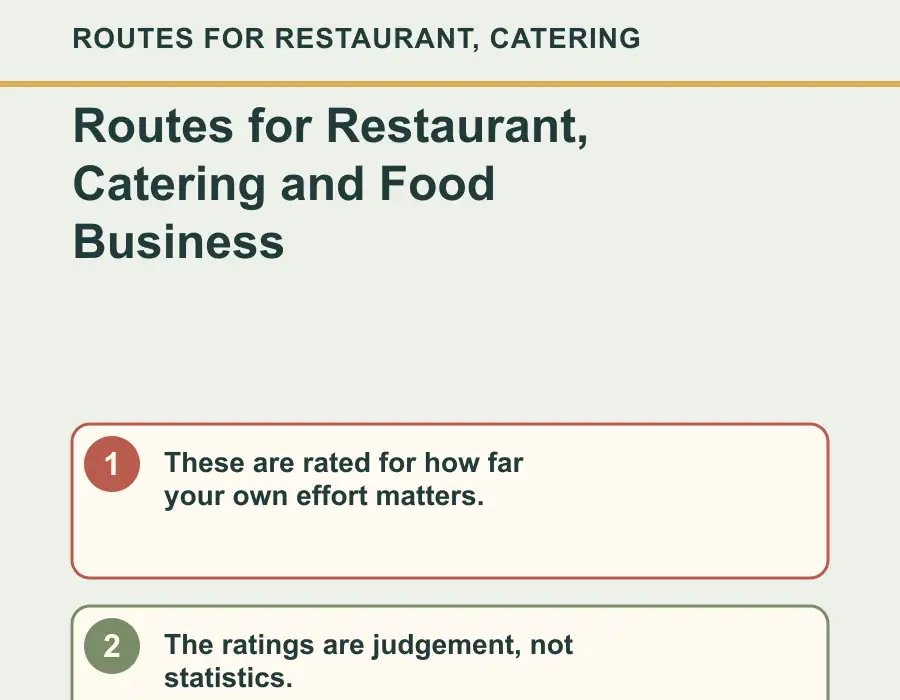 ROUTES FOR RESTAURANT, CATERING
Routes for Restaurant,
Catering and Food
Business
1
These are rated for how far
your own effort matters.
2
The ratings are judgement, not
statistics.